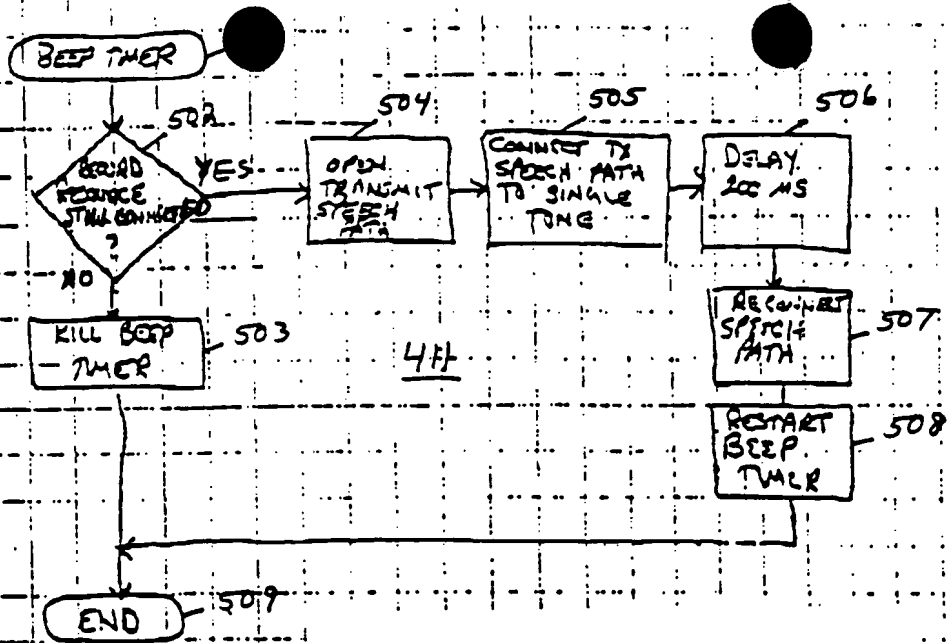 BEEP TIMER
502
RECORD
RESOURCE
STILL CONNECTED
?
YES
NO
504
OPEN
TRANSMIT
SPEECH
PATH
505
CONNECT TX
SPEECH PATH
TO SINGLE
TONE
506
DELAY
200 MS
RECONNECT
SPEECH
PATH
507
KILL BEEP
TIMER
503
4H
RESTART
BEEP
TIMER
508
END
509